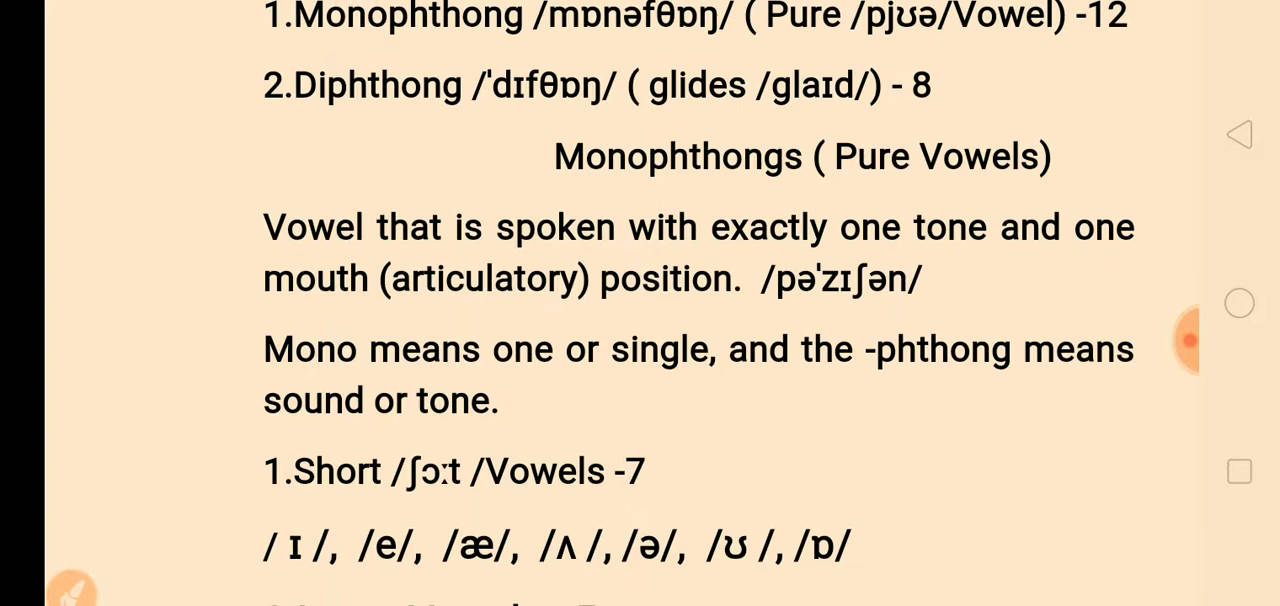 1.Monophthong /mɒnəfθɒŋ/ ( Pure /pjʊə/Vowel) -12
2.Diphthong /ˈdɪfθɒŋ/ ( glides /glaɪd/) - 8
Monophthongs ( Pure Vowels)
Vowel that is spoken with exactly one tone and one
mouth (articulatory) position. /pəˈzɪʃən/
Mono means one or single, and the -phthong means
sound or tone.
1.Short /ʃɔːt /Vowels -7
/ ɪ /, /e/, /æ/, /ʌ /, /ə/, /ʊ /, /ɒ/